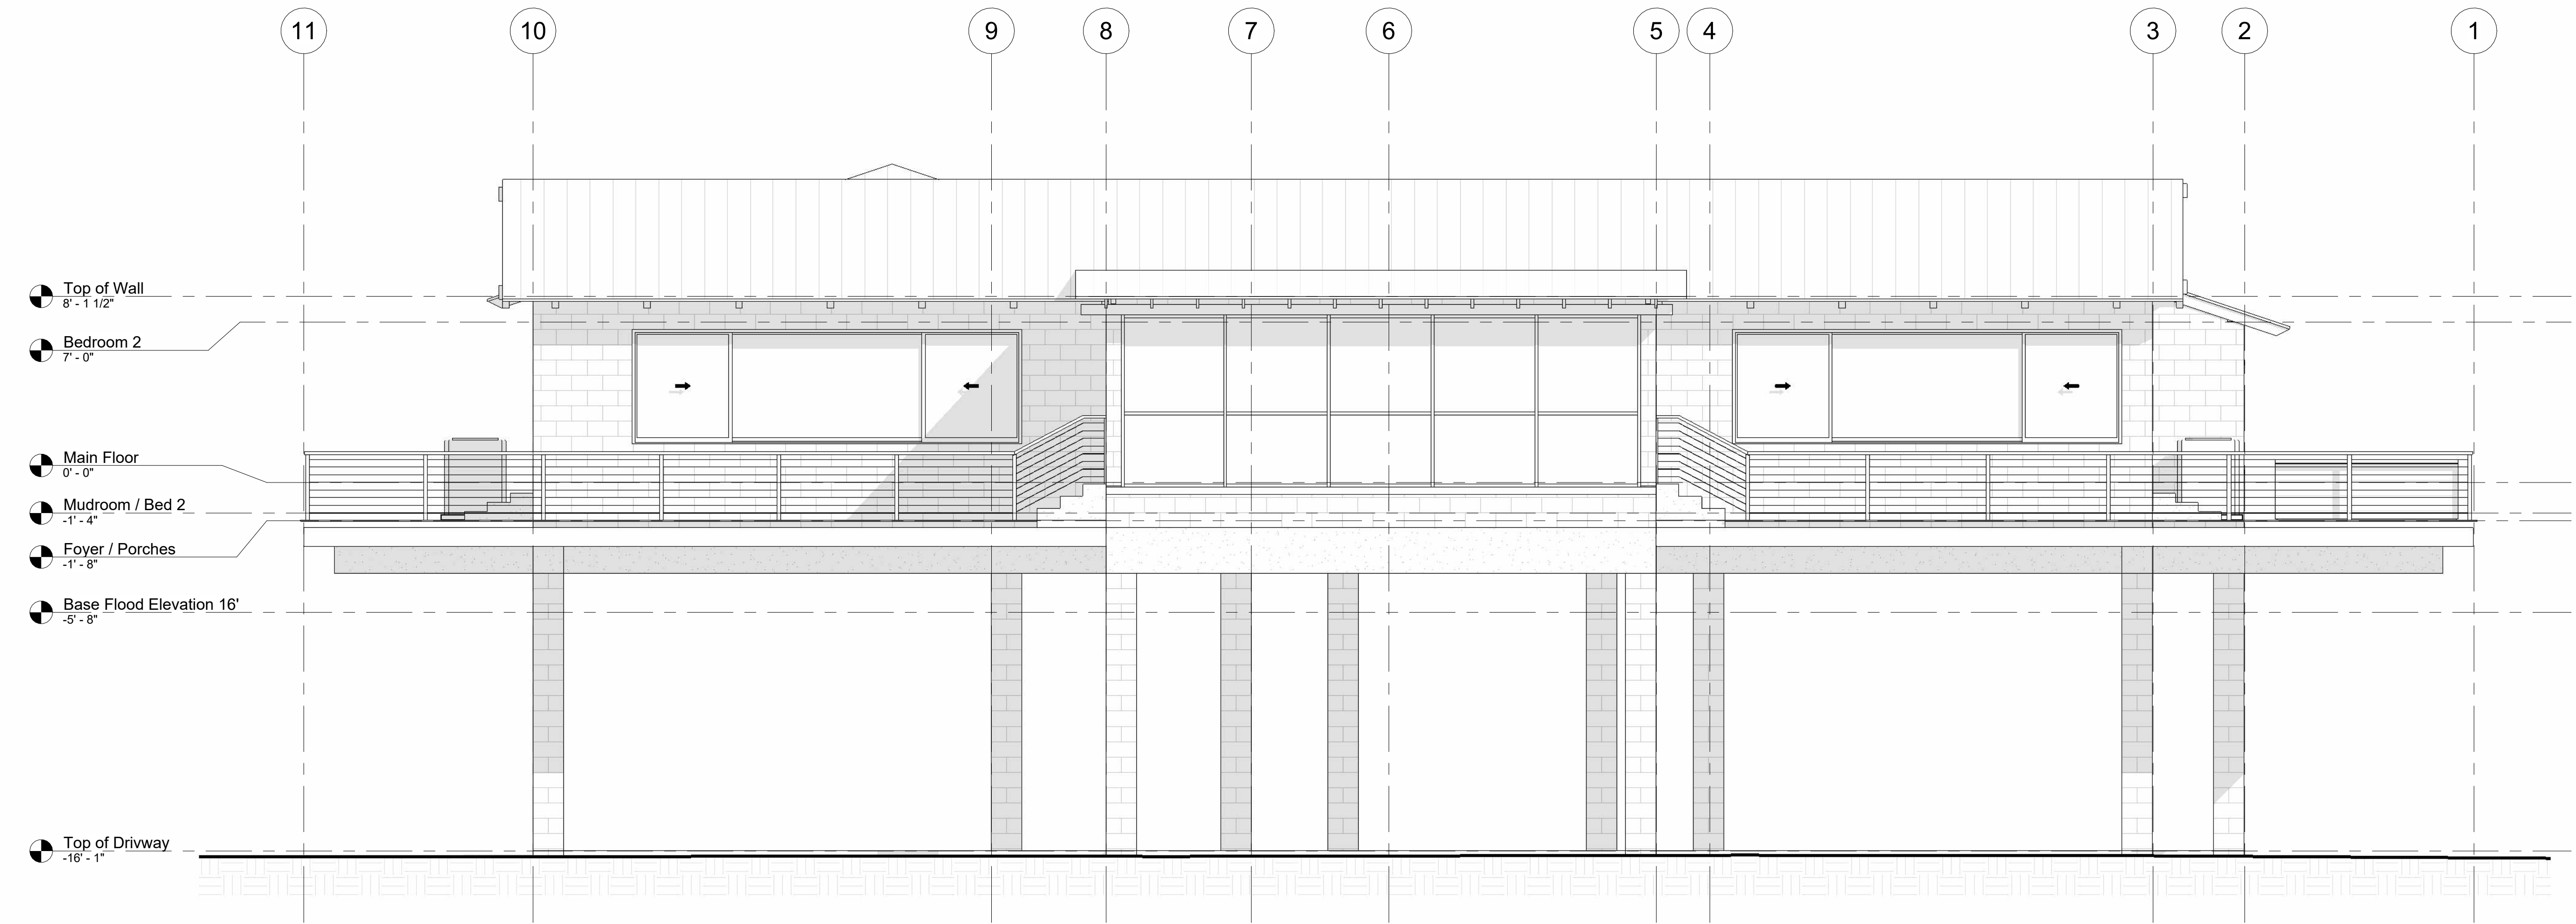 11 10 9 8 7 6 5 4 3 2 1
Top of Wall
8' - 1 1/2"
Bedroom 2
7' - 0"
Main Floor
0' - 0"
Mudroom / Bed 2
-1' - 4"
Foyer / Porches
-1' - 8"
Base Flood Elevation 16'
-5' - 8"
Top of Drivway
-16' - 1"